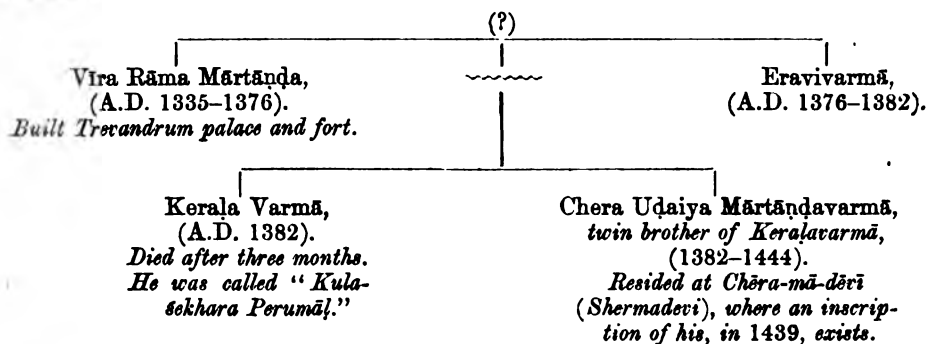 (?)
Vīra Rāma Mārtāṇḍa,
(A.D. 1335–1376).
Built Trevandrum palace and fort.
Eravivarmā,
(A.D. 1376–1382).
Keraḷa Varmā,
(A.D. 1382).
Died after three months.
He was called “Kula-
śekhara Perumāḷ.”
Chera Uḍaiya Mārtāṇḍavarmā,
twin brother of Keraḷavarmā,
(1382–1444).
Resided at Chēra-mā-dēvī
(Shermadevi), where an inscrip-
tion of his, in 1439, exists.